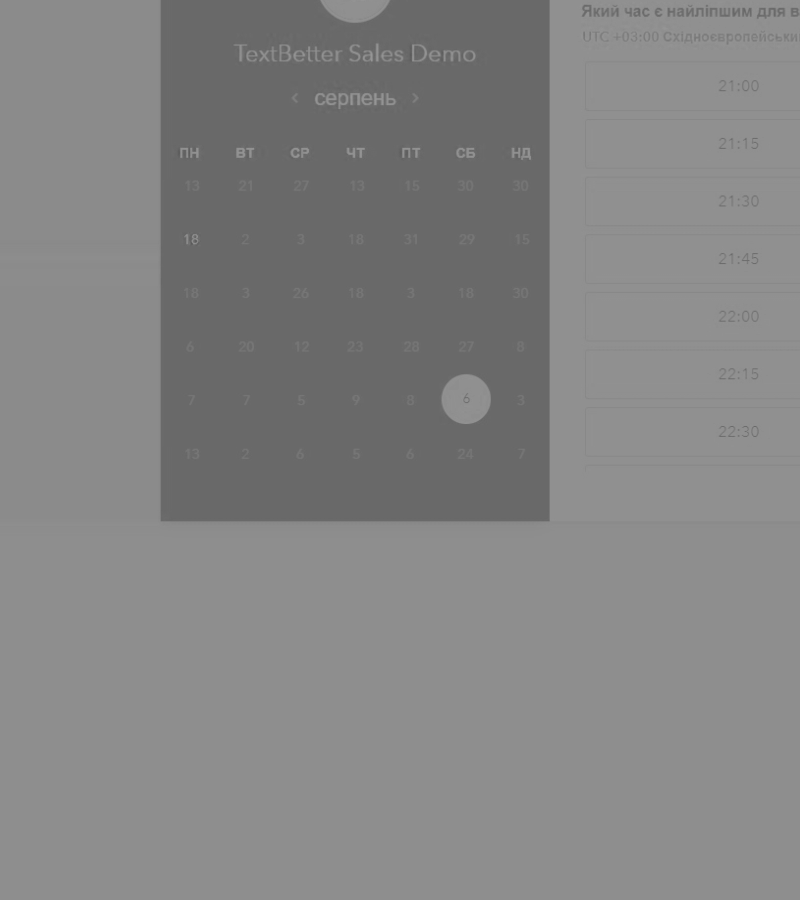 TextBetter Sales Demo
‹ серпень ›
ПН ВТ СР ЧТ ПТ СБ НД
13 21 27 13 15 30 30
18 2 3 18 31 29 15
18 3 26 18 3 18 30
6 20 12 23 28 27 8
7 7 5 9 8 6 3
13 2 6 5 6 24 7
Який час є найліпшим для
UTC +03:00
21:00
21:15
21:30
21:45
22:00
22:15
22:30